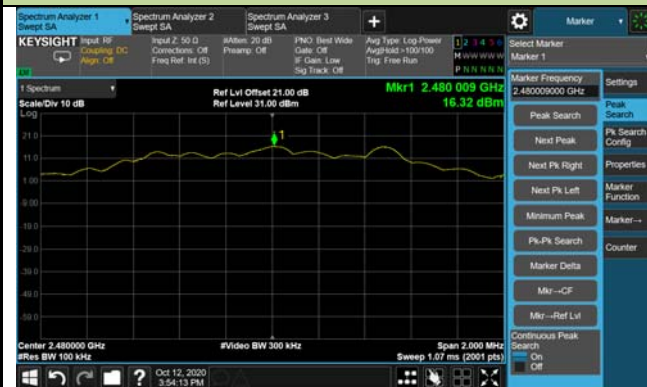 Spectrum Analyzer 1
Swept SA
Spectrum Analyzer 2
Swept SA
Spectrum Analyzer 3
Swept SA
+
Marker
KEYSIGHT
Input: RF
Coupling: DC
Align: Off
Input Z: 50 Ω
Corrections: Off
Freq Ref: Int (S)
#Atten: 20 dB
Preamp: Off
PNO: Best Wide
Gate: Off
IF Gain: Low
Sig Track: Off
Avg Type: Log-Power
Avg|Hold:>100/100
Trig: Free Run
1 2 3 4 5 6
M W W W W W
P N N N N N
Select Marker
Marker 1
Marker Frequency
2.480009000 GHz
Settings
Peak Search
Next Peak
Next Pk Right
Next Pk Left
Minimum Peak
Pk-Pk Search
Marker Delta
Mkr→CF
Mkr→Ref Lvl
Continuous Peak
Search
On
Off
Peak
Search
Pk Search
Config
Properties
Marker
Function
Marker→
Counter
1 Spectrum
Scale/Div 10 dB
Log
Ref Lvl Offset 21.00 dB
Ref Level 31.00 dBm
Mkr1 2.480 009 GHz
16.32 dBm
1
21.0
11.0
1.00
-9.00
-19.0
-29.0
-39.0
-49.0
-59.0
Center 2.480000 GHz
#Res BW 100 kHz
#Video BW 300 kHz
Span 2.000 MHz
Sweep 1.07 ms (2001 pts)
?
Oct 12, 2020
3:54:13 PM